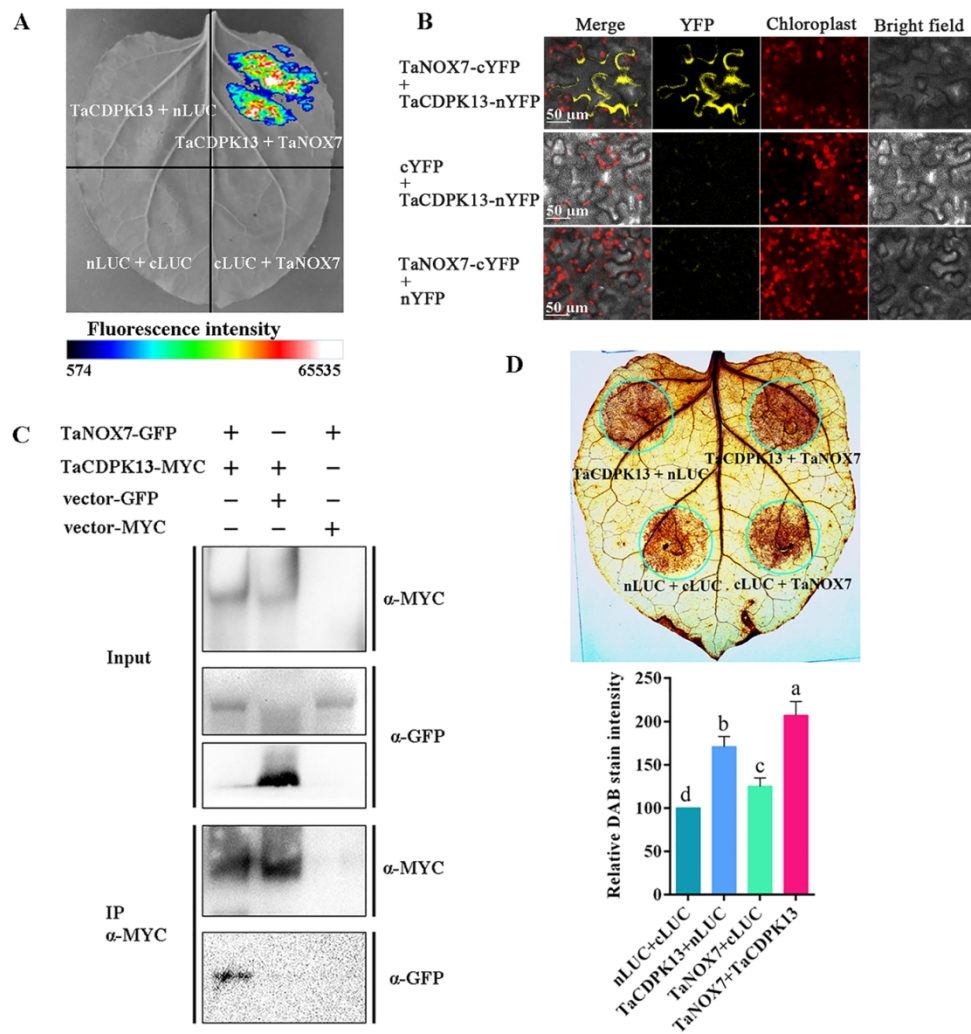 A
TaCDPK13 + nLUC
TaCDPK13 + TaNOX7
nLUC + cLUC
cLUC + TaNOX7
Fluorescence intensity
574 65535
B
Merge YFP Chloroplast Bright field
TaNOX7-cYFP
+
TaCDPK13-nYFP
50 µm
cYFP
+
TaCDPK13-nYFP
50 µm
TaNOX7-cYFP
+
nYFP
50 µm
C
TaNOX7-GFP + − +
TaCDPK13-MYC + + −
vector-GFP − + −
vector-MYC − − +
Input
α-MYC
α-GFP
IP
α-MYC
α-MYC
α-GFP
D
TaCDPK13 + nLUC
TaCDPK13 + TaNOX7
nLUC + cLUC
cLUC + TaNOX7
Relative DAB stain intensity
250
200
150
100
50
0
d
b
c
a
nLUC+cLUC
TaCDPK13+nLUC
TaNOX7+cLUC
TaNOX7+TaCDPK13